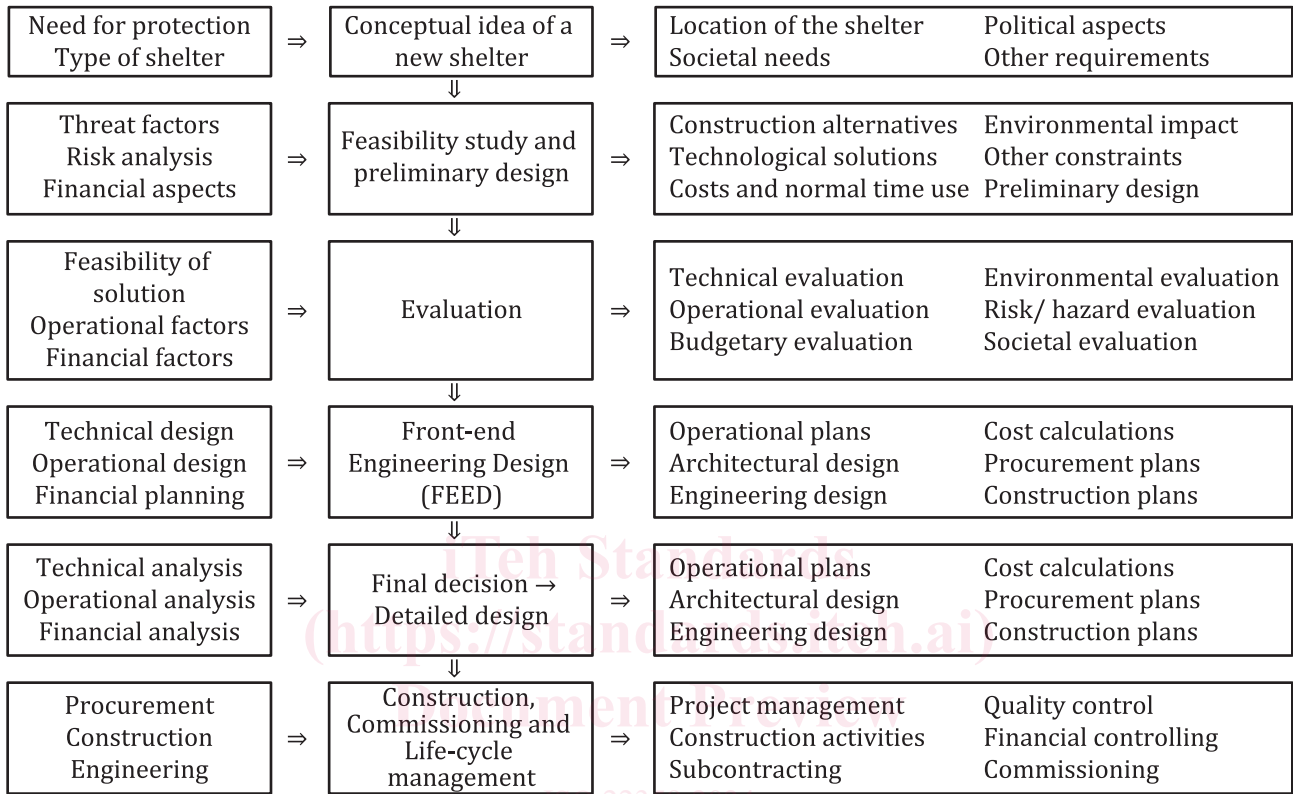 Need for protection
Type of shelter
⇒
Conceptual idea of a
new shelter
⇒
Location of the shelter
Societal needs
Political aspects
Other requirements
⇓
Threat factors
Risk analysis
Financial aspects
⇒
Feasibility study and
preliminary design
⇒
Construction alternatives
Technological solutions
Costs and normal time use
Environmental impact
Other constraints
Preliminary design
⇓
Feasibility of
solution
Operational factors
Financial factors
⇒
Evaluation
⇒
Technical evaluation
Operational evaluation
Budgetary evaluation
Environmental evaluation
Risk/ hazard evaluation
Societal evaluation
⇓
Technical design
Operational design
Financial planning
⇒
Front-end
Engineering Design
(FEED)
⇒
Operational plans
Architectural design
Engineering design
Cost calculations
Procurement plans
Construction plans
⇓
Technical analysis
Operational analysis
Financial analysis
⇒
Final decision →
Detailed design
⇒
Operational plans
Architectural design
Engineering design
Cost calculations
Procurement plans
Construction plans
⇓
Procurement
Construction
Engineering
⇒
Construction,
Commissioning and
Life-cycle
management
⇒
Project management
Construction activities
Subcontracting
Quality control
Financial controlling
Commissioning
iTeh Standards
(https://standards.iteh.ai)
Document Preview